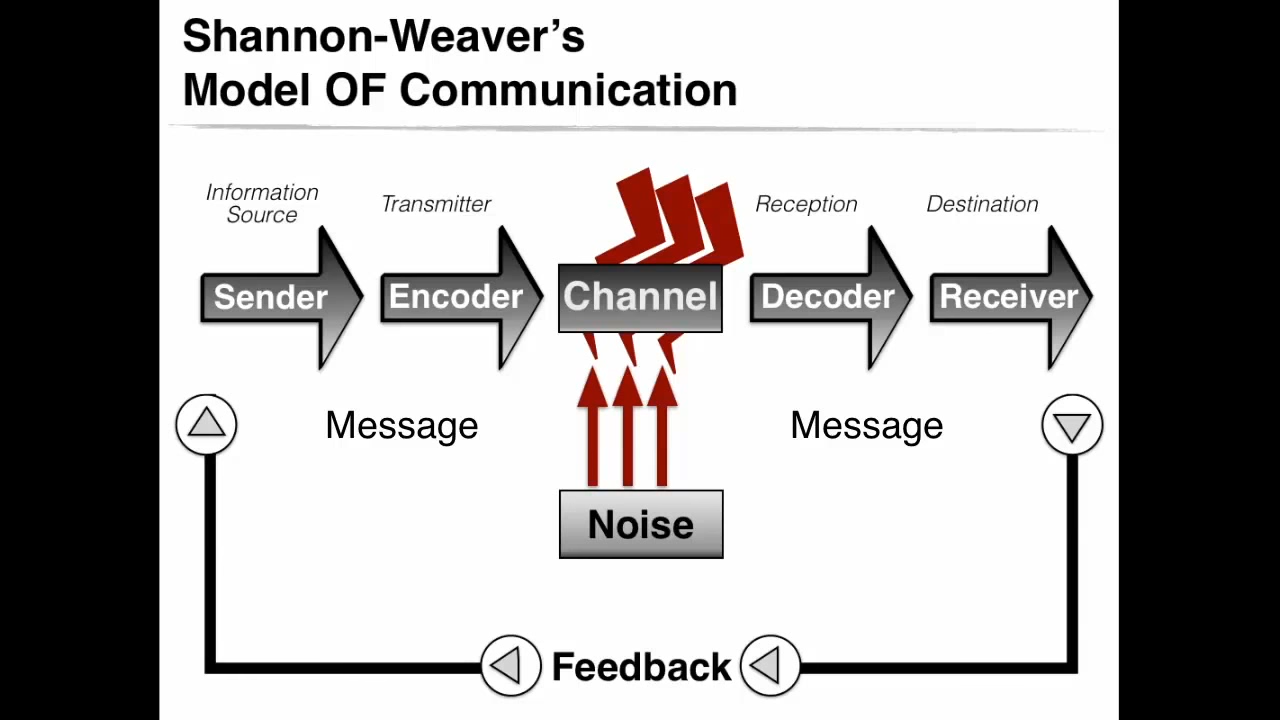 Shannon-Weaver's
Model OF Communication
Information
Source
Transmitter
Reception
Destination
Sender
Encoder
Channel
Decoder
Receiver
Message
Message
Noise
Feedback